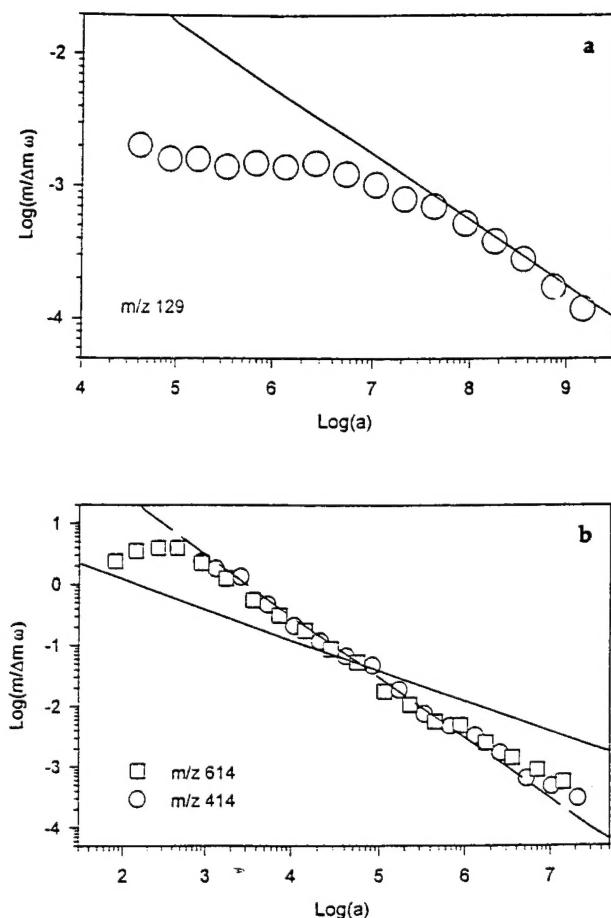 a
-2
-3
-4
Log(m/Δm ω)
m/z 129
4 5 6 7 8 9
Log(a)
b
1
0
-1
-2
-3
-4
Log(m/Δm ω)
m/z 614
m/z 414
2 3 4 5 6 7
Log(a)